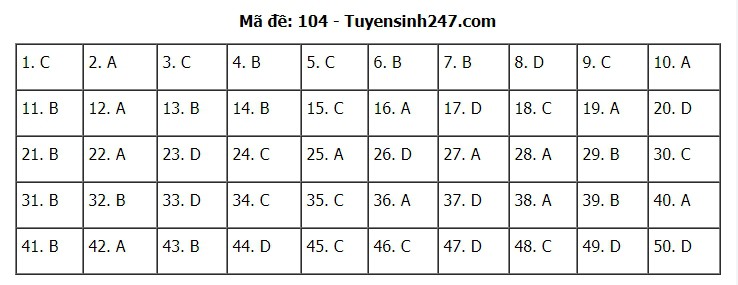 Mã đề: 104 - Tuyensinh247.com
1. C 2. A 3. C 4. B 5. C 6. B 7. B 8. D 9. C 10. A
11. B 12. A 13. B 14. B 15. C 16. A 17. D 18. C 19. A 20. D
21. B 22. A 23. D 24. C 25. A 26. D 27. A 28. A 29. B 30. C
31. B 32. B 33. D 34. C 35. C 36. A 37. D 38. A 39. B 40. A
41. B 42. A 43. B 44. D 45. C 46. C 47. D 48. C 49. D 50. D